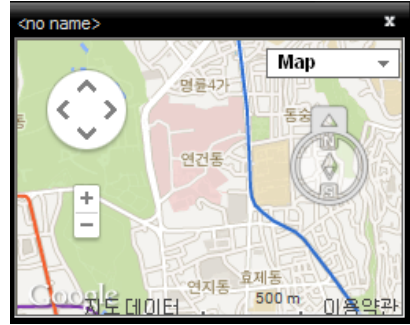 <no name> x
Map
명륜4가
동숭
N
연건동
S
+
−
효제동
연지동
500 m
Google
지도 데이터
이용약관